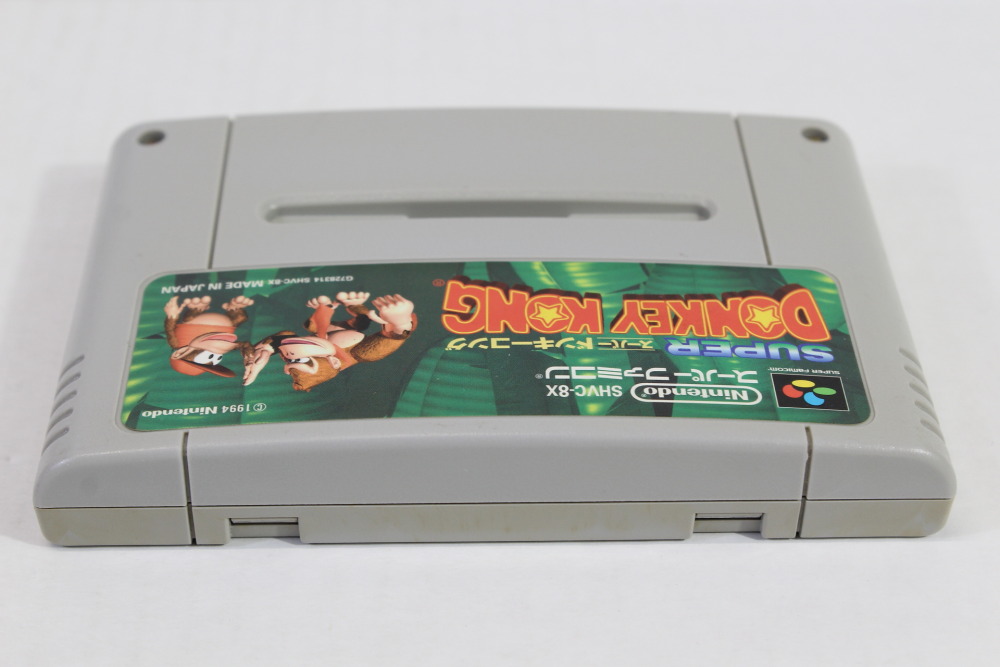 SUPER FAMICOM
Nintendo SHVC-8X
スーパーファミコン®
SUPER スーパードンキーコング
DONKEY KONG®
© 1994 Nintendo
G728314 SHVC-8X MADE IN JAPAN